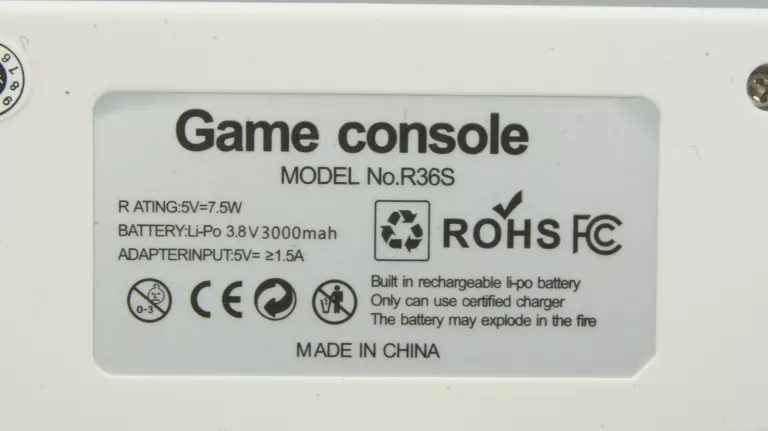 Game console
MODEL No.R36S
R ATING:5V=7.5W
BATTERY:Li-Po 3.8V3000mah
ADAPTERINPUT:5V= ≥1.5A
ROHS FC
0-3
CE
Built in rechargeable li-po battery
Only can use certified charger
The battery may explode in the fire
MADE IN CHINA